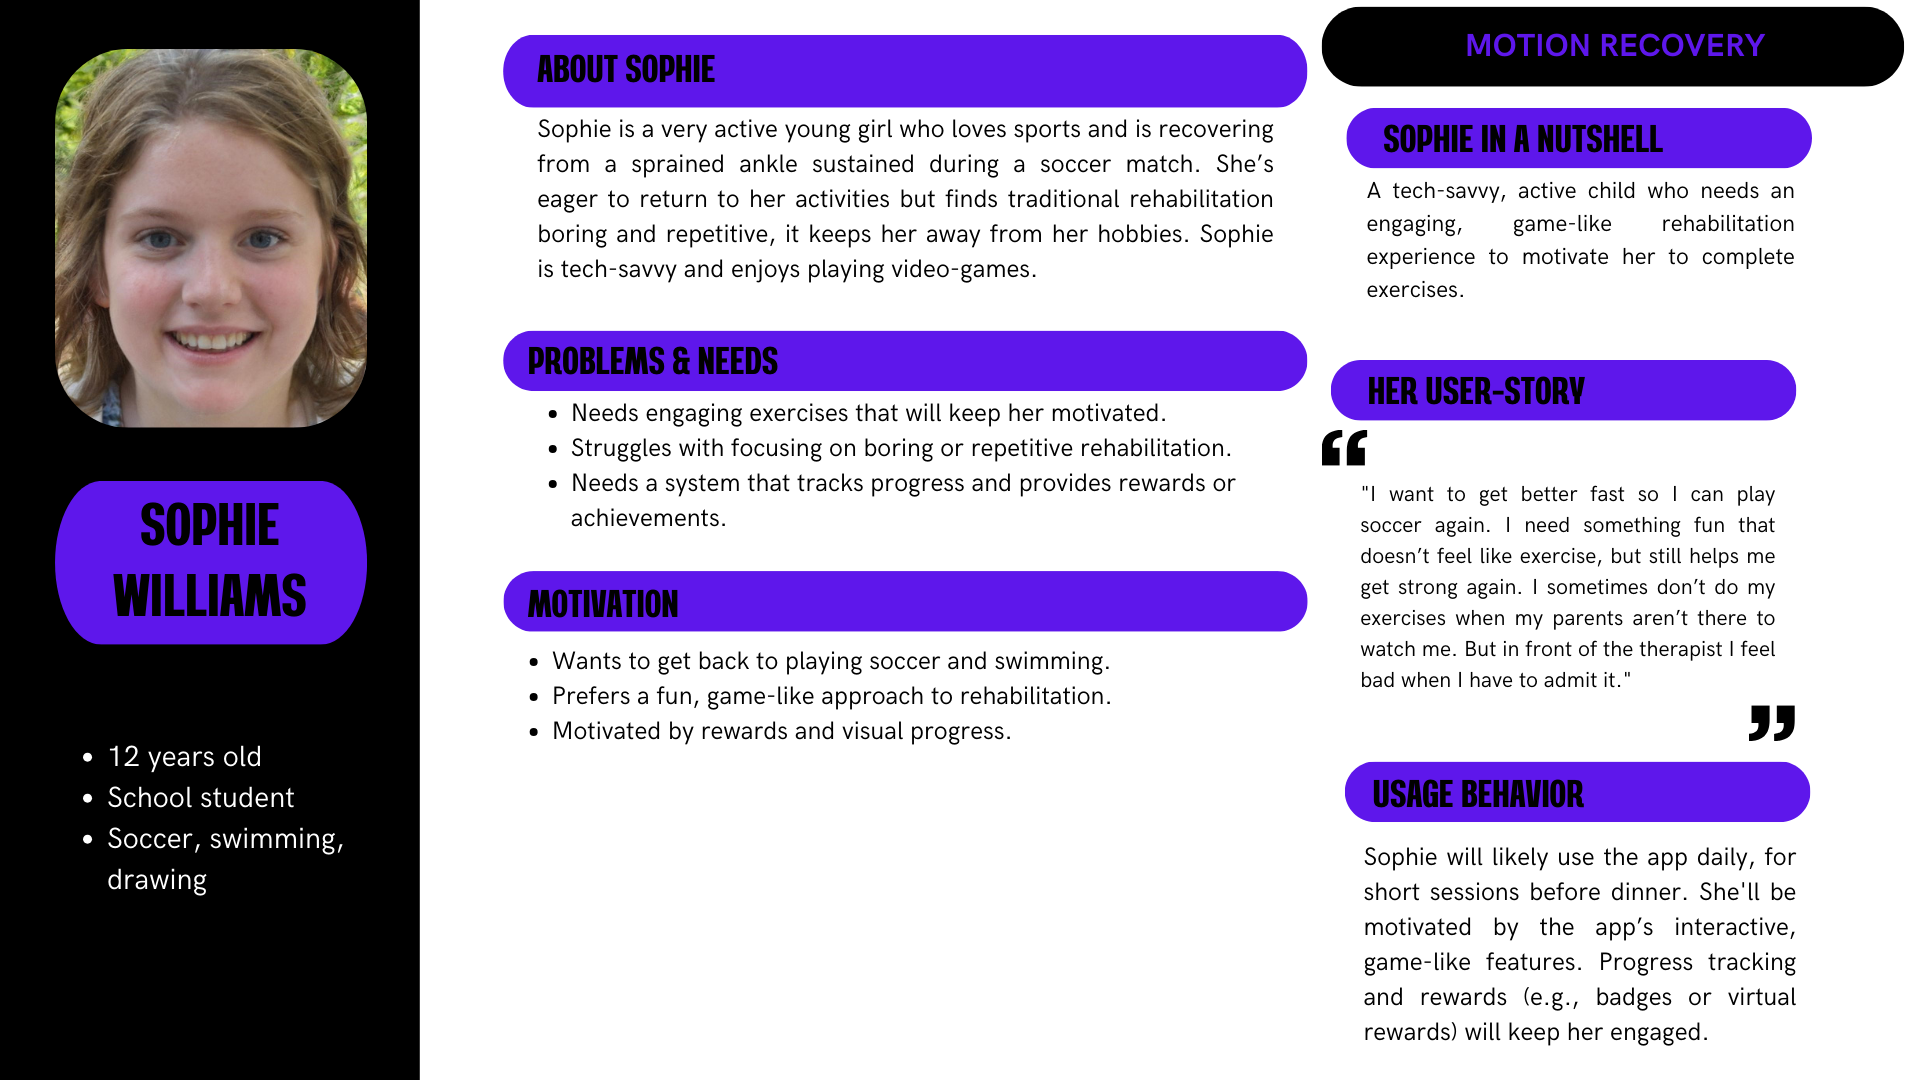 SOPHIE
WILLIAMS
• 12 years old
• School student
• Soccer, swimming,
drawing
ABOUT SOPHIE
Sophie is a very active young girl who loves sports and is recovering
from a sprained ankle sustained during a soccer match. She’s
eager to return to her activities but finds traditional rehabilitation
boring and repetitive, it keeps her away from her hobbies. Sophie
is tech-savvy and enjoys playing video-games.
PROBLEMS & NEEDS
• Needs engaging exercises that will keep her motivated.
• Struggles with focusing on boring or repetitive rehabilitation.
• Needs a system that tracks progress and provides rewards or
achievements.
MOTIVATION
• Wants to get back to playing soccer and swimming.
• Prefers a fun, game-like approach to rehabilitation.
• Motivated by rewards and visual progress.
MOTION RECOVERY
SOPHIE IN A NUTSHELL
A tech-savvy, active child who needs an
engaging, game-like rehabilitation
experience to motivate her to complete
exercises.
HER USER-STORY
“
"I want to get better fast so I can play
soccer again. I need something fun that
doesn’t feel like exercise, but still helps me
get strong again. I sometimes don’t do my
exercises when my parents aren’t there to
watch me. But in front of the therapist I feel
bad when I have to admit it."
”
USAGE BEHAVIOR
Sophie will likely use the app daily, for
short sessions before dinner. She'll be
motivated by the app’s interactive,
game-like features. Progress tracking
and rewards (e.g., badges or virtual
rewards) will keep her engaged.